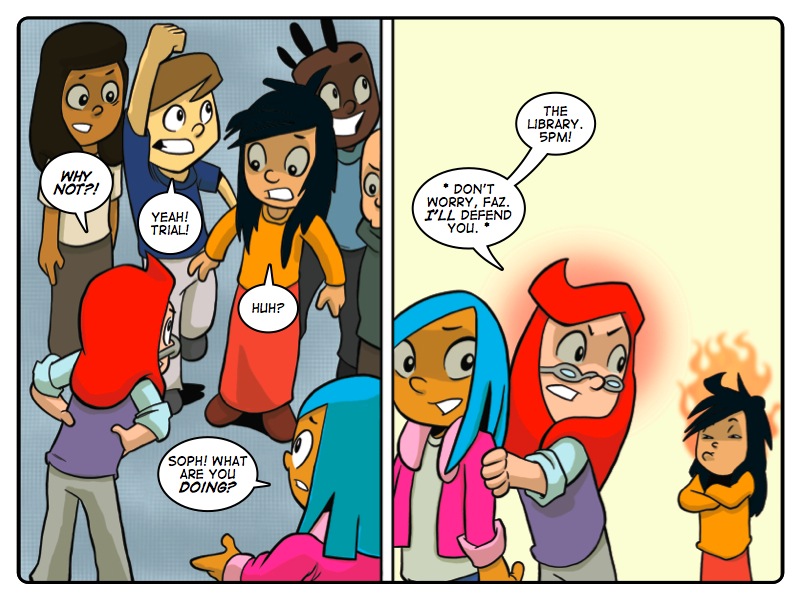 WHY
NOT?!
YEAH!
TRIAL!
HUH?
SOPH! WHAT
ARE YOU
DOING?
THE
LIBRARY.
5PM!
* DON'T
WORRY, FAZ.
I'LL DEFEND
YOU. *